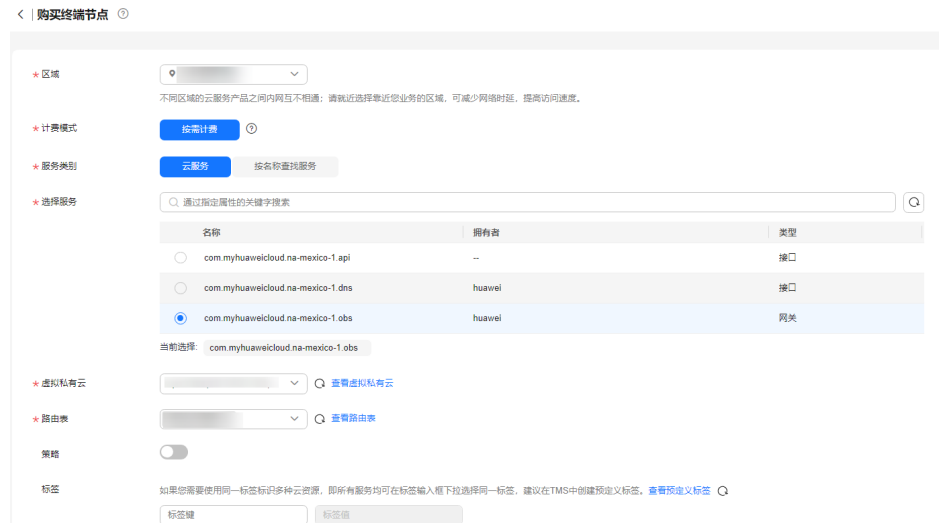 购买终端节点
* 区域
不同区域的云服务产品之间内网互不相通；请就近选择靠近您业务的区域，可减少网络时延，提高访问速度。
* 计费模式 按需计费
* 服务类别 云服务 按名称查找服务
* 选择服务 通过指定属性的关键字搜索
名称 拥有者 类型
com.myhuaweicloud.na-mexico-1.api -- 接口
com.myhuaweicloud.na-mexico-1.dns huawei 接口
com.myhuaweicloud.na-mexico-1.obs huawei 网关
当前选择: com.myhuaweicloud.na-mexico-1.obs
* 虚拟私有云 查看虚拟私有云
* 路由表 查看路由表
策略
标签 如果您需要使用同一标签标识多种云资源，即所有服务均可在标签输入框下拉选择同一标签，建议在TMS中创建预定义标签。查看预定义标签
标签键 标签值